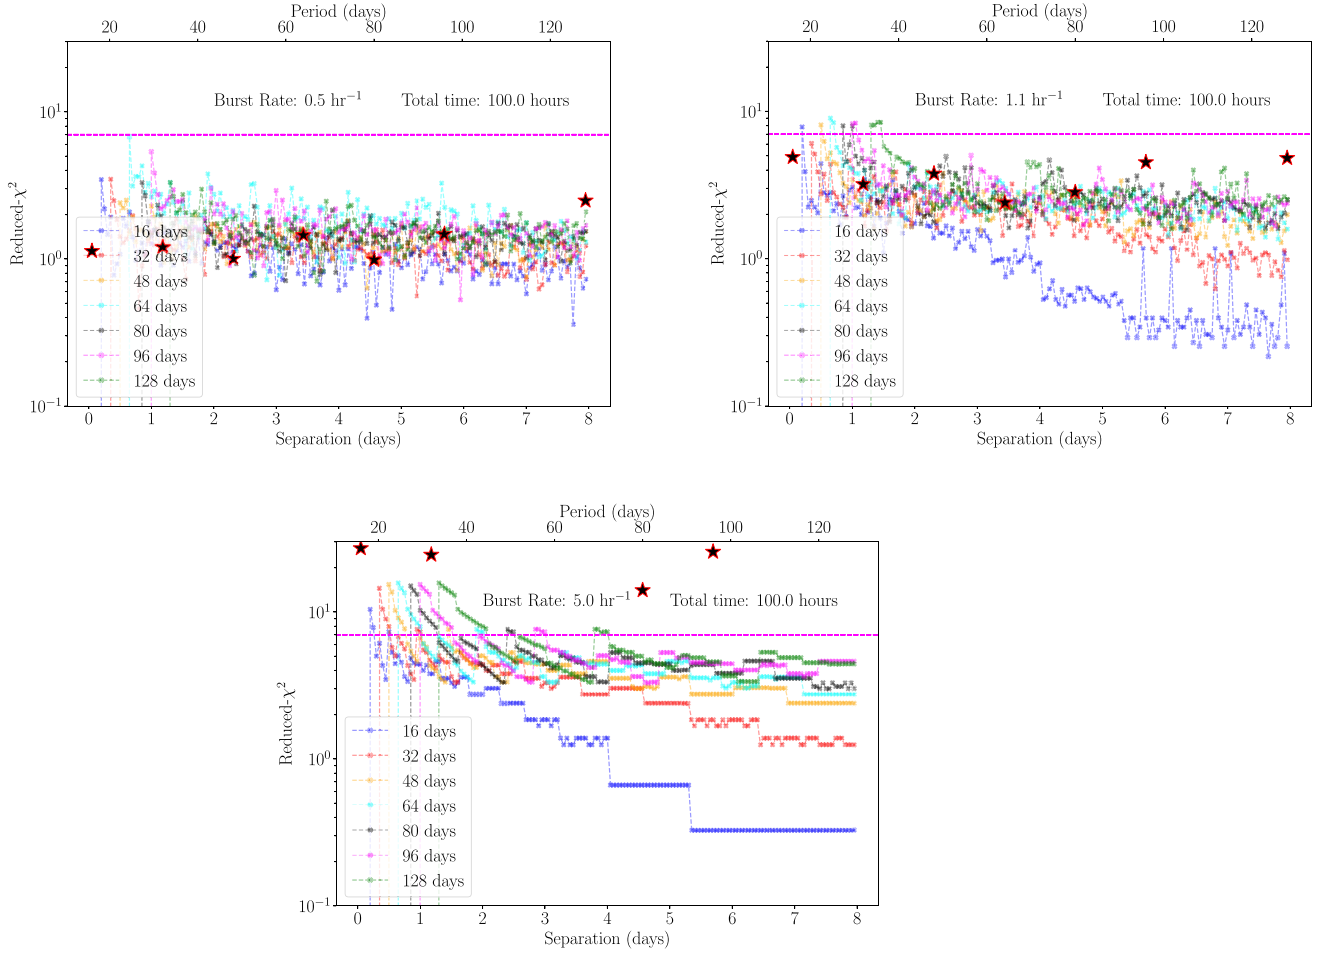 Period (days)
20 40 60 80 100 120
Burst Rate: 0.5 hr⁻¹ Total time: 100.0 hours
Reduced-χ²
10¹
10⁰
10⁻¹
16 days
32 days
48 days
64 days
80 days
96 days
128 days
0 1 2 3 4 5 6 7 8
Separation (days)
Period (days)
20 40 60 80 100 120
Burst Rate: 1.1 hr⁻¹ Total time: 100.0 hours
Reduced-χ²
10¹
10⁰
10⁻¹
16 days
32 days
48 days
64 days
80 days
96 days
128 days
0 1 2 3 4 5 6 7 8
Separation (days)
Period (days)
20 40 60 80 100 120
Burst Rate: 5.0 hr⁻¹ Total time: 100.0 hours
Reduced-χ²
10¹
10⁰
10⁻¹
16 days
32 days
48 days
64 days
80 days
96 days
128 days
0 1 2 3 4 5 6 7 8
Separation (days)